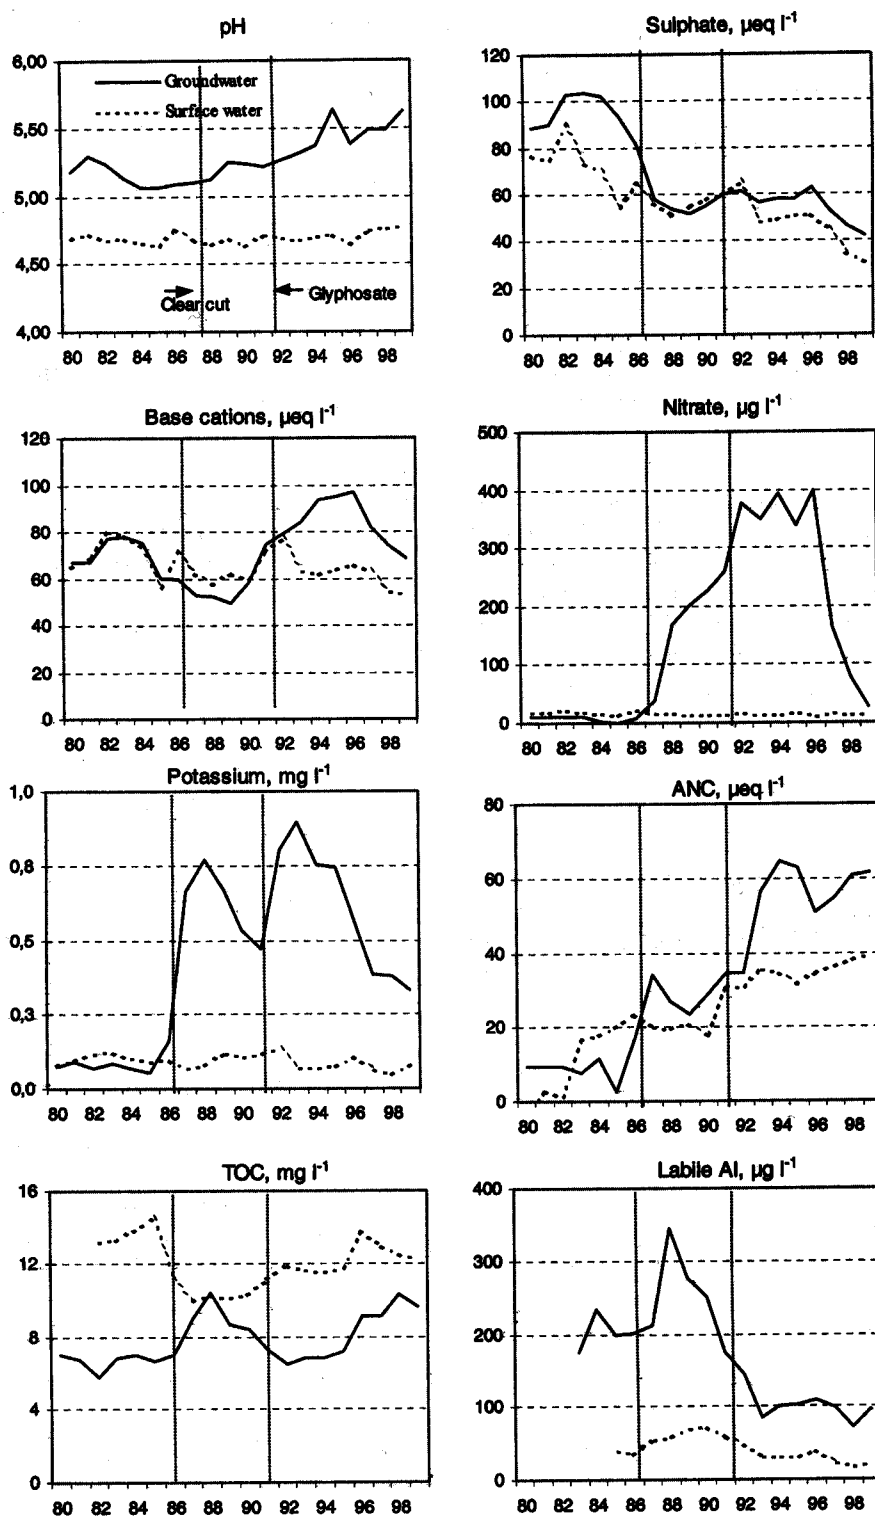 pH
6,00
5,50
5,00
4,50
4,00
Groundwater
Surface water
Clear cut
Glyphosate
80 82 84 86 88 90 92 94 96 98
Sulphate, µeq l-1
120
100
80
60
40
20
0
80 82 84 86 88 90 92 94 96 98
Base cations, µeq l-1
120
100
80
60
40
20
0
80 82 84 86 88 90 92 94 96 98
Nitrate, µg l-1
500
400
300
200
100
0
80 82 84 86 88 90 92 94 96 98
Potassium, mg l-1
1,0
0,8
0,5
0,3
0,0
80 82 84 86 88 90 92 94 96 98
ANC, µeq l-1
80
60
40
20
0
80 82 84 86 88 90 92 94 96 98
TOC, mg l-1
16
12
8
4
0
80 82 84 86 88 90 92 94 96 98
Labile Al, µg l-1
400
300
200
100
0
80 82 84 86 88 90 92 94 96 98